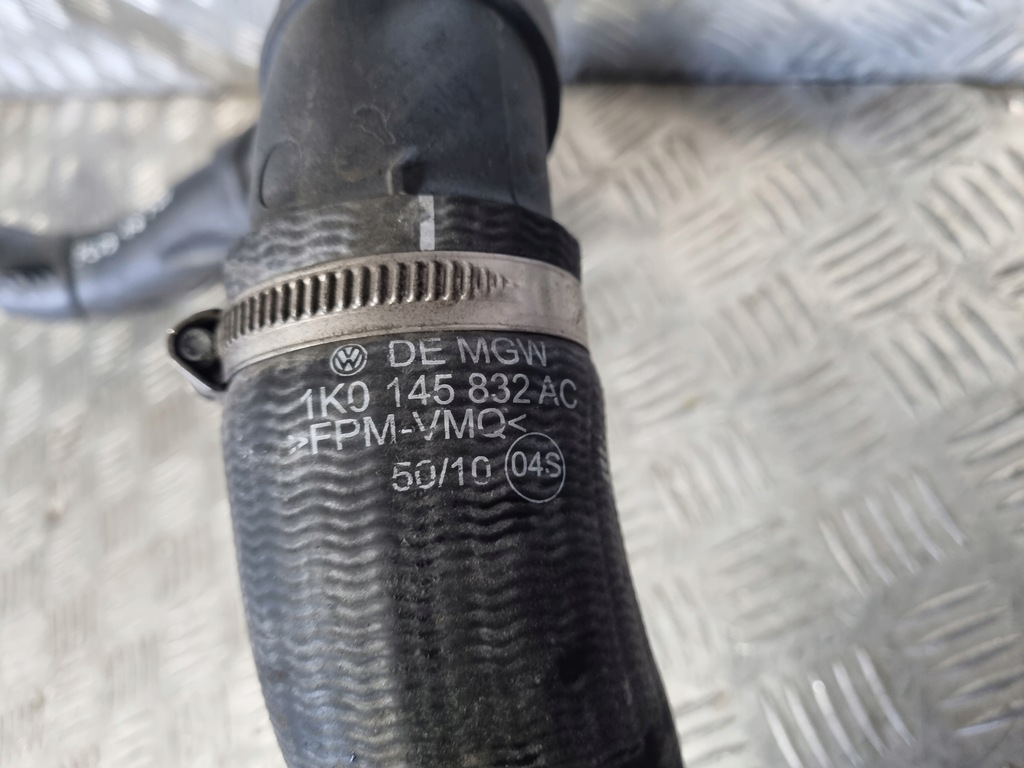 DE MGW
1K0 145 832 AC
>FPM-VMQ<
50/10 04S